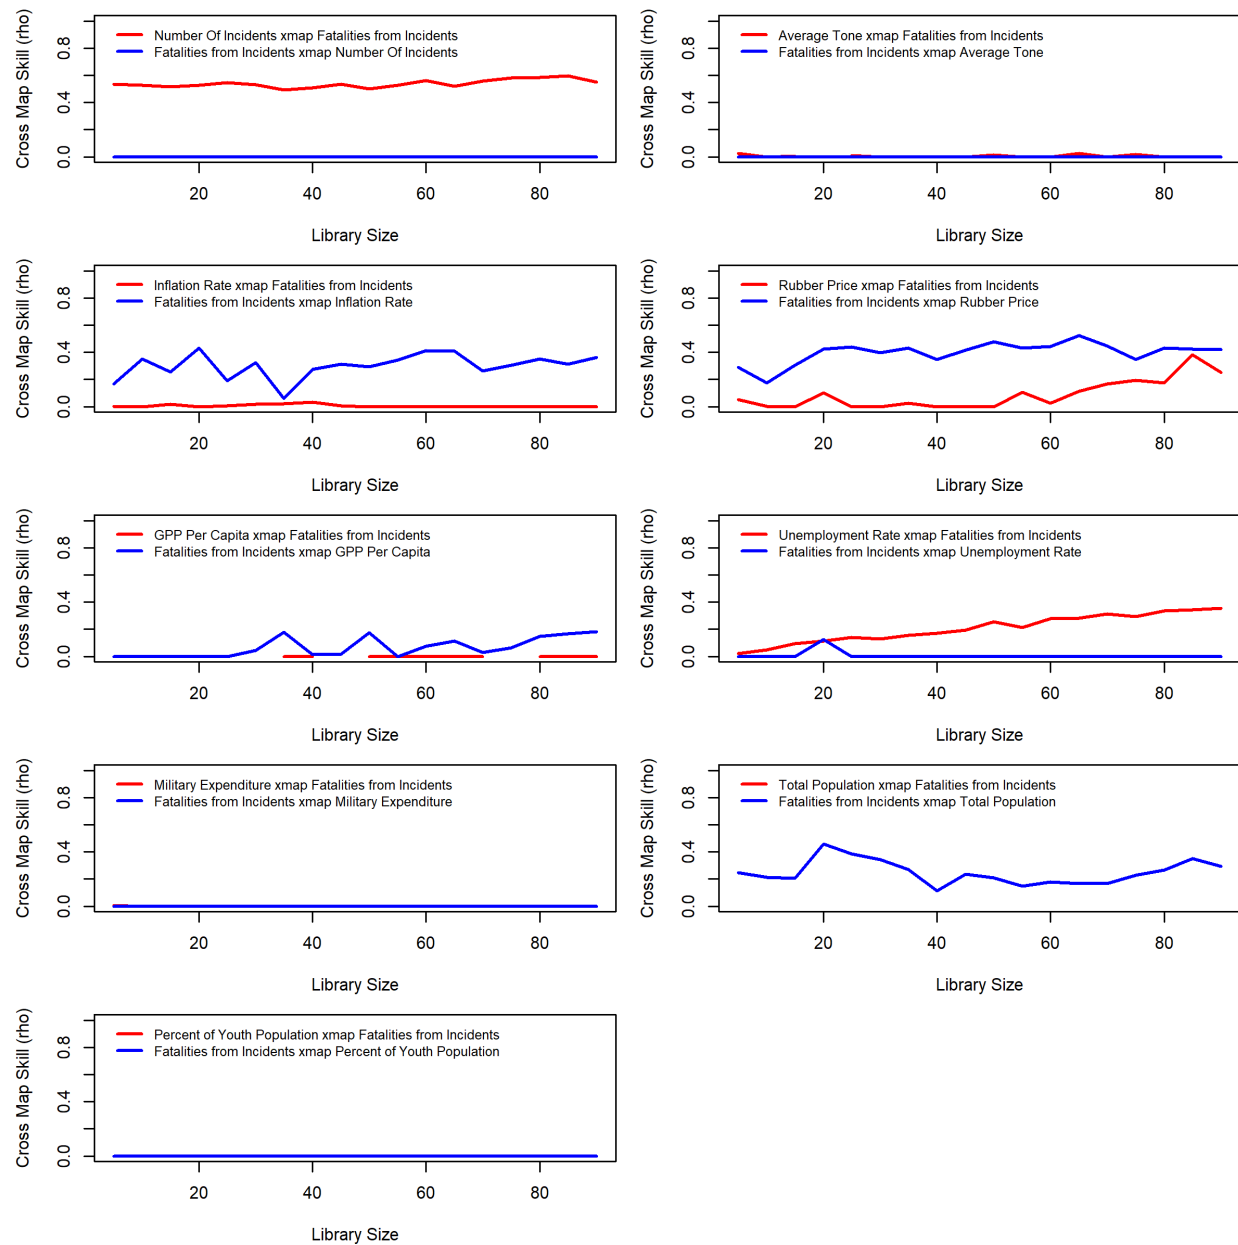 Number Of Incidents xmap Fatalities from Incidents
Fatalities from Incidents xmap Number Of Incidents
Cross Map Skill (rho)
0.0 0.4 0.8
20 40 60 80
Library Size
Average Tone xmap Fatalities from Incidents
Fatalities from Incidents xmap Average Tone
Cross Map Skill (rho)
0.0 0.4 0.8
20 40 60 80
Library Size
Inflation Rate xmap Fatalities from Incidents
Fatalities from Incidents xmap Inflation Rate
Cross Map Skill (rho)
0.0 0.4 0.8
20 40 60 80
Library Size
Rubber Price xmap Fatalities from Incidents
Fatalities from Incidents xmap Rubber Price
Cross Map Skill (rho)
0.0 0.4 0.8
20 40 60 80
Library Size
GPP Per Capita xmap Fatalities from Incidents
Fatalities from Incidents xmap GPP Per Capita
Cross Map Skill (rho)
0.0 0.4 0.8
20 40 60 80
Library Size
Unemployment Rate xmap Fatalities from Incidents
Fatalities from Incidents xmap Unemployment Rate
Cross Map Skill (rho)
0.0 0.4 0.8
20 40 60 80
Library Size
Military Expenditure xmap Fatalities from Incidents
Fatalities from Incidents xmap Military Expenditure
Cross Map Skill (rho)
0.0 0.4 0.8
20 40 60 80
Library Size
Total Population xmap Fatalities from Incidents
Fatalities from Incidents xmap Total Population
Cross Map Skill (rho)
0.0 0.4 0.8
20 40 60 80
Library Size
Percent of Youth Population xmap Fatalities from Incidents
Fatalities from Incidents xmap Percent of Youth Population
Cross Map Skill (rho)
0.0 0.4 0.8
20 40 60 80
Library Size